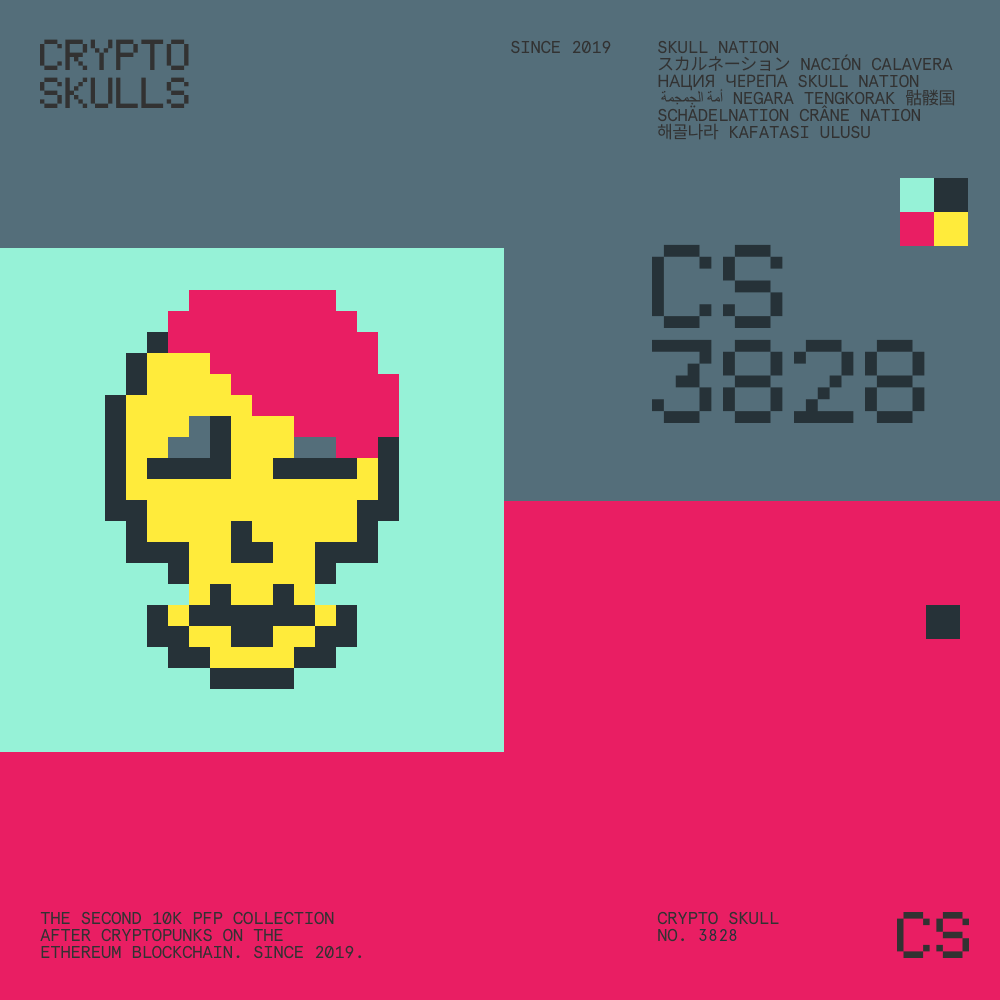 CRYPTO
SKULLS
SINCE 2019
SKULL NATION
スカルネーション NACIÓN CALAVERA
НАЦИЯ ЧЕРЕПА SKULL NATION
أمة الجمجمة NEGARA TENGKORAK 骷髅国
SCHÄDELNATION CRÂNE NATION
해골나라 KAFATASI ULUSU
CS
3828
THE SECOND 10K PFP COLLECTION
AFTER CRYPTOPUNKS ON THE
ETHEREUM BLOCKCHAIN. SINCE 2019.
CRYPTO SKULL
NO. 3828
CS